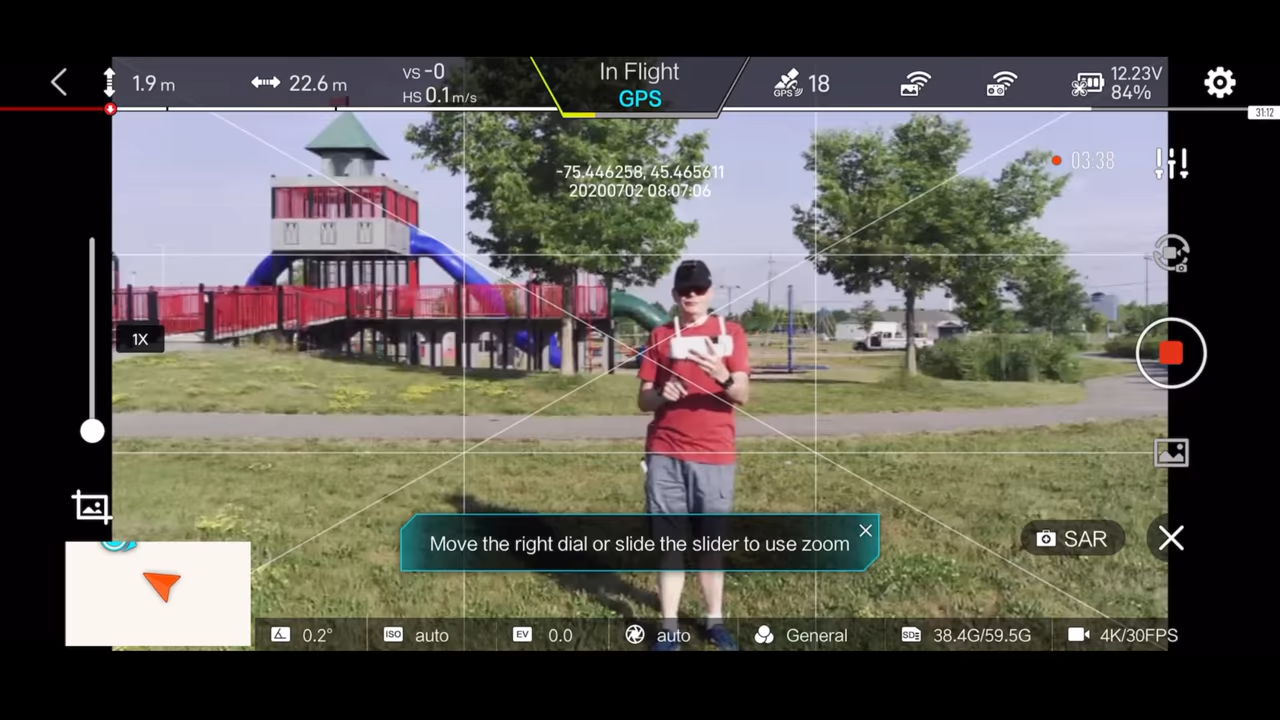 1.9 m
22.6 m
VS -0
HS 0.1 m/s
In Flight
GPS
GPS
18
12.23V
84%
31:12
-75.446258, 45.465611
20200702 08:07:06
03:38
1X
Move the right dial or slide the slider to use zoom
SAR
0.2°
ISO auto
EV 0.0
auto
General
SD 38.4G/59.5G
4K/30FPS